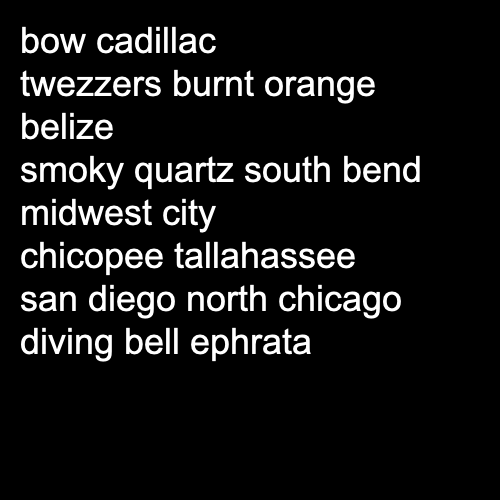 bow cadillac
twezzers burnt orange
belize
smoky quartz south bend
midwest city
chicopee tallahassee
san diego north chicago
diving bell ephrata